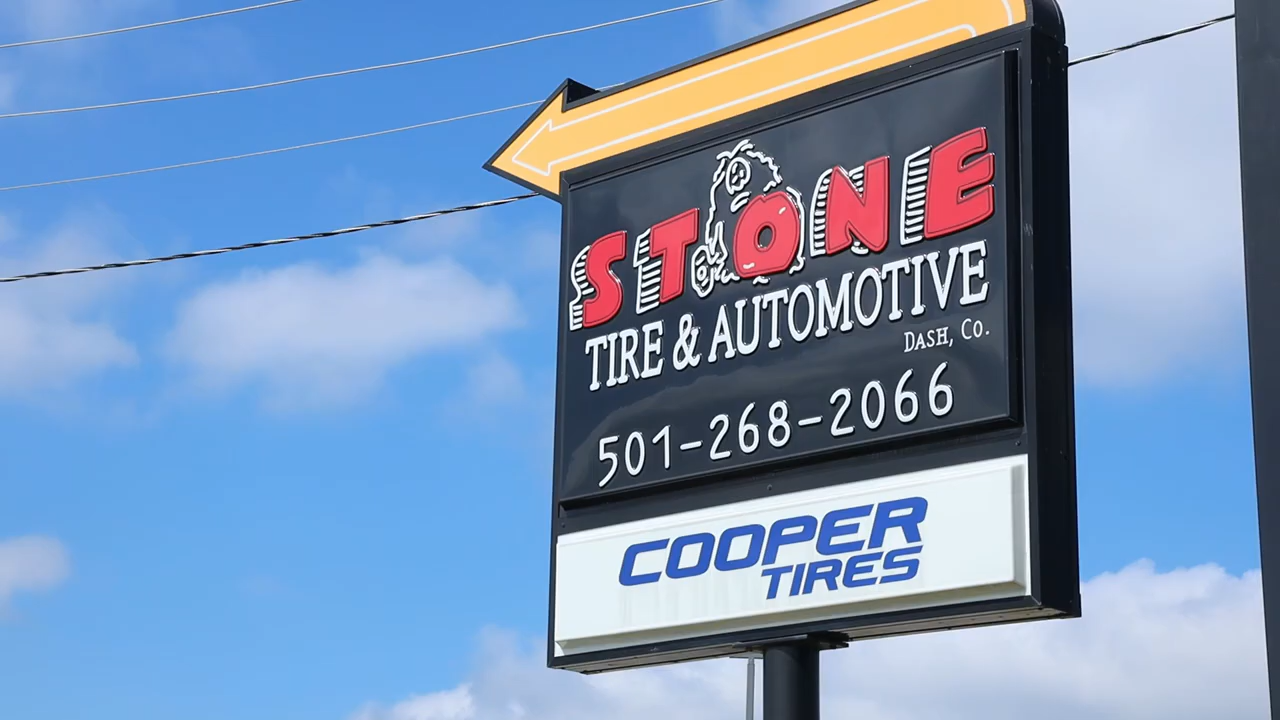 STONE
TIRE & AUTOMOTIVE
DASH, CO.
501-268-2066
COOPER
TIRES